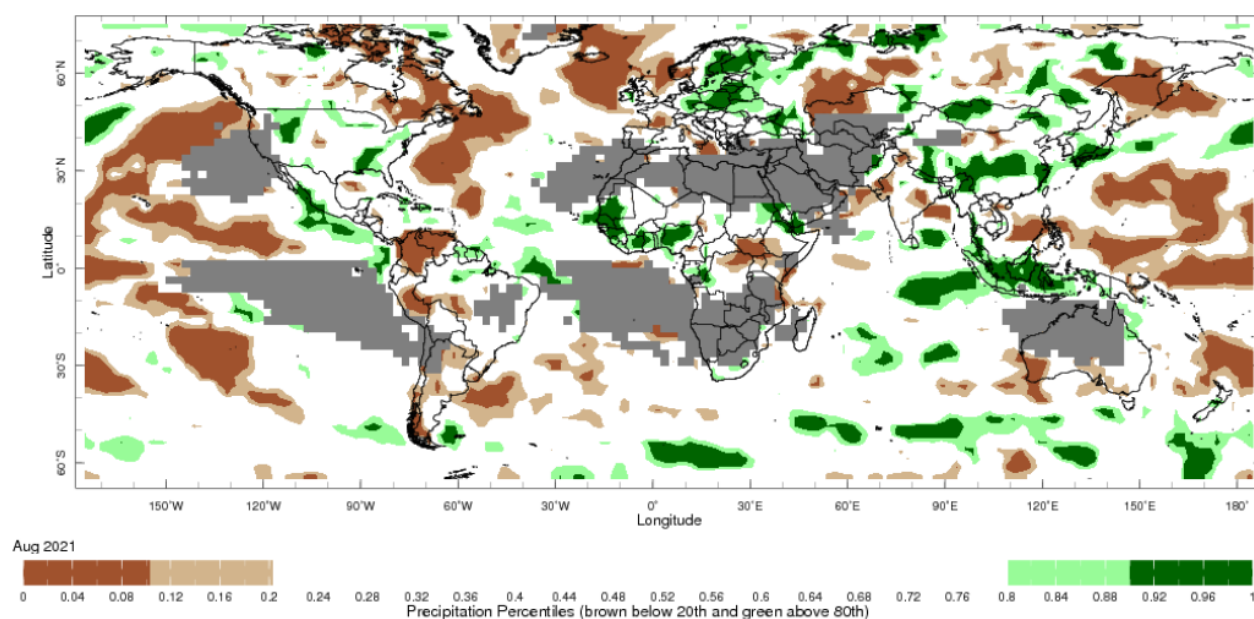 Latitude
60°N
30°N
0°
30°S
60°S
150°W 120°W 90°W 60°W 30°W 0° 30°E 60°E 90°E 120°E 150°E 180°
Longitude
Aug 2021
0 0.04 0.08 0.12 0.16 0.2 0.24 0.28 0.32 0.36 0.4 0.44 0.48 0.52 0.56 0.6 0.64 0.68 0.72 0.76 0.8 0.84 0.88 0.92 0.96 1
Precipitation Percentiles (brown below 20th and green above 80th)